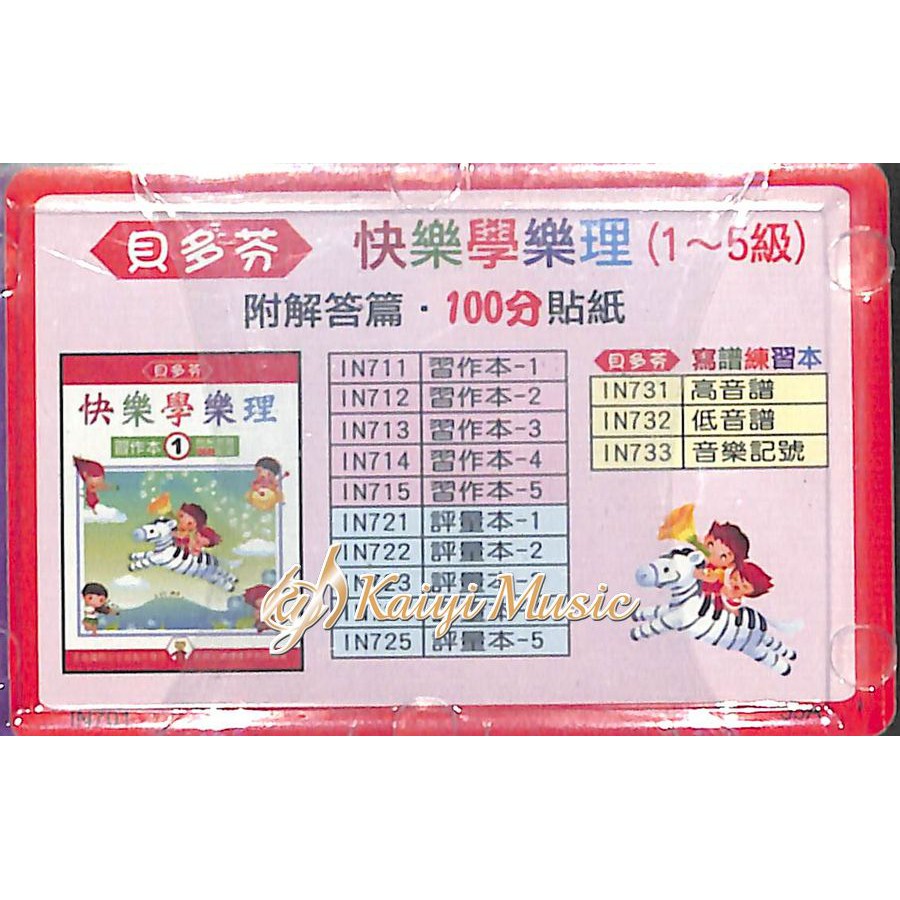 貝多芬 快樂學樂理(1～5級)
附解答篇・100分貼紙
貝多芬
快樂學樂理
習作本 1
IN711 習作本-1
IN712 習作本-2
IN713 習作本-3
IN714 習作本-4
IN715 習作本-5
IN721 評量本-1
IN722 評量本-2
IN725 評量本-5
貝多芬 寫譜練習本
IN731 高音譜
IN732 低音譜
IN733 音樂記號
Kaiyi Music